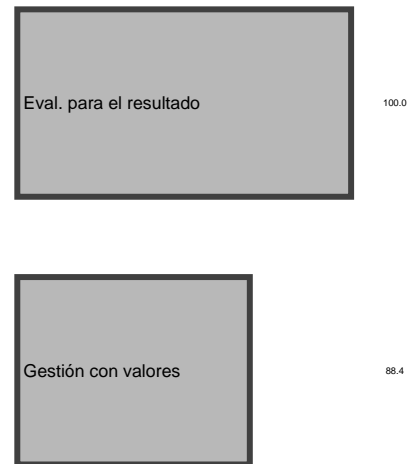 Eval. para el resultado 100.0
Gestión con valores 88.4